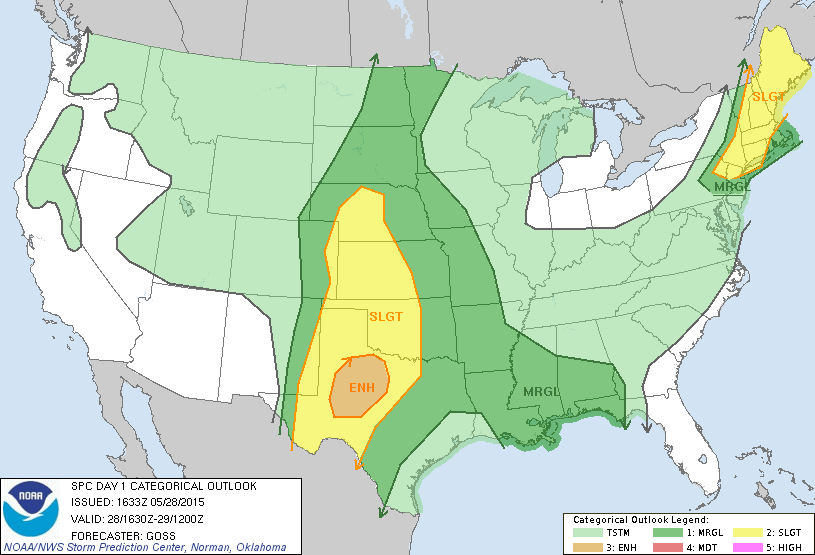 SLGT
MRGL
SLGT
ENH
MRGL
NOAA
SPC DAY 1 CATEGORICAL OUTLOOK
ISSUED: 1633Z 05/28/2015
VALID: 28/1630Z-29/1200Z
FORECASTER: GOSS
NOAA/NWS Storm Prediction Center, Norman, Oklahoma
Categorical Outlook Legend:
TSTM 1: MRGL 2: SLGT
3: ENH 4: MDT 5: HIGH